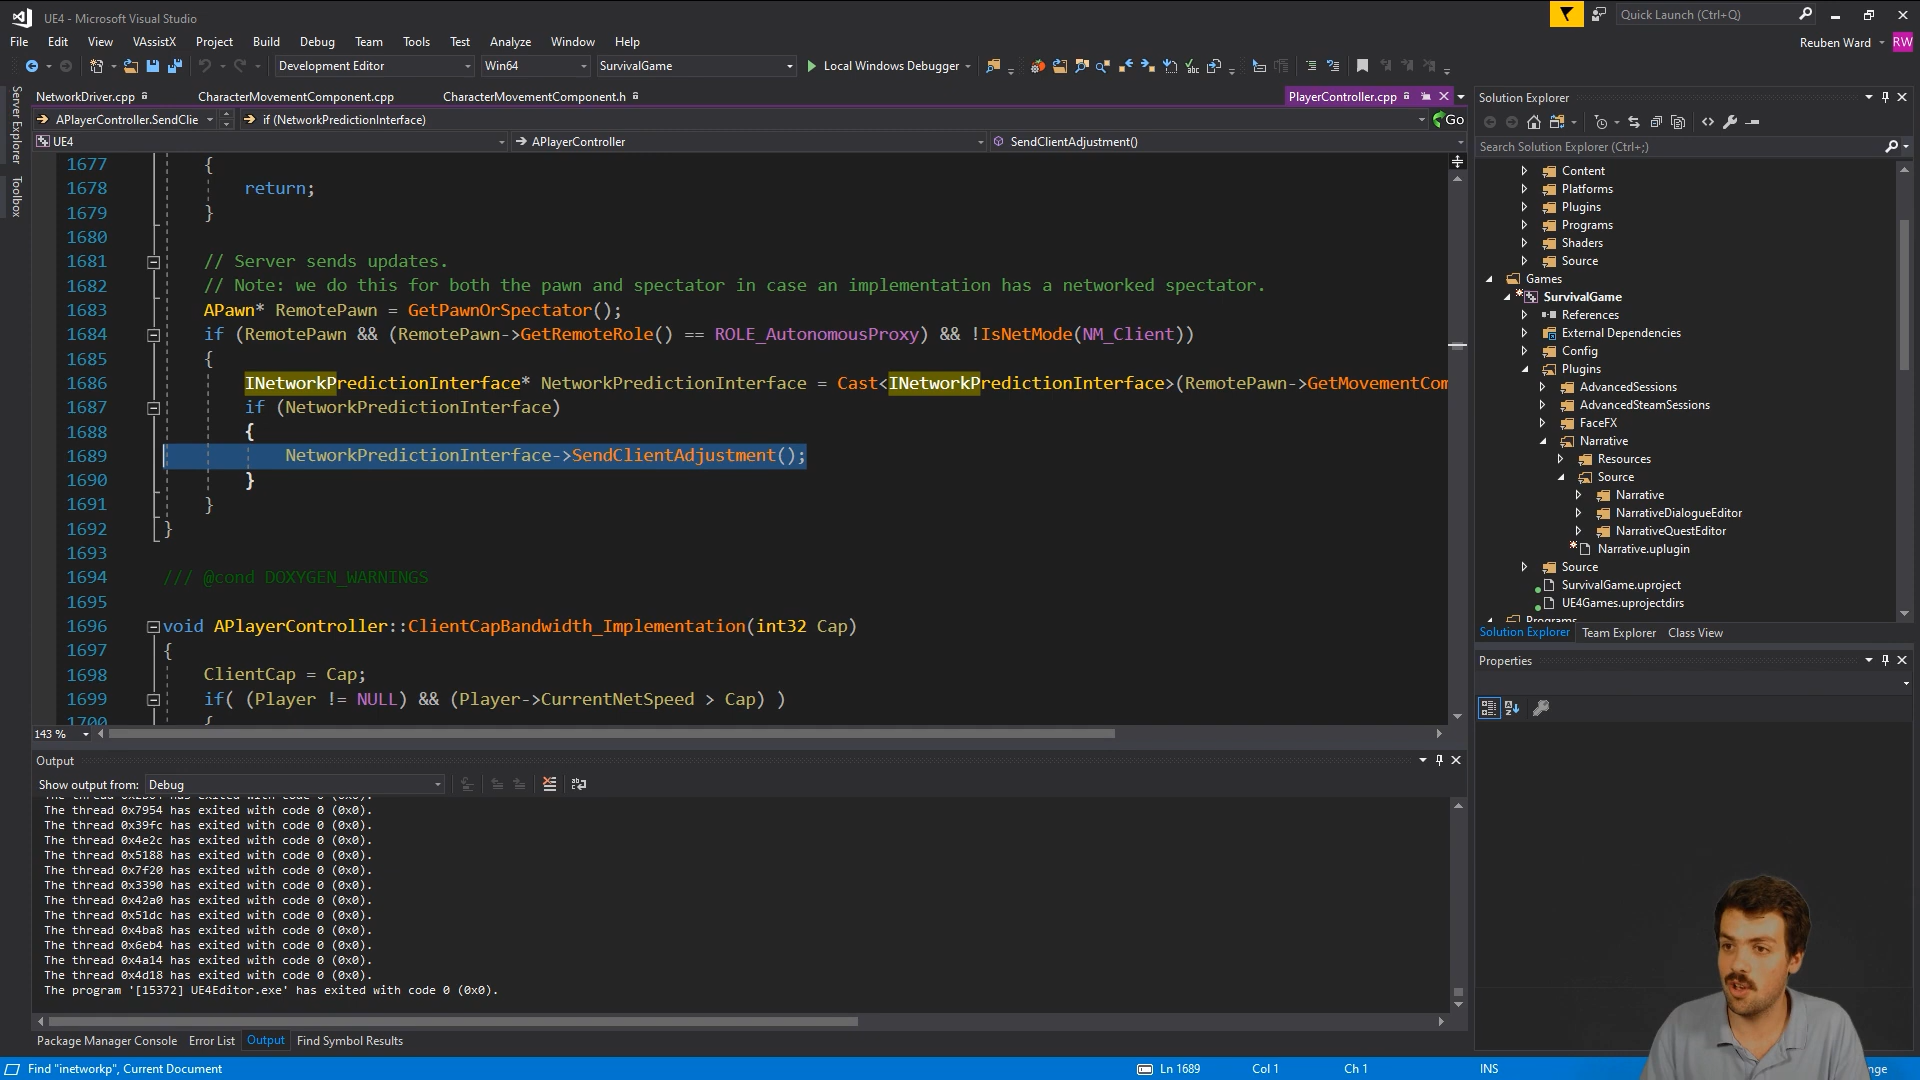 UE4 - Microsoft Visual Studio
Quick Launch (Ctrl+Q)
File Edit View VAssistX Project Build Debug Team Tools Test Analyze Window Help
Reuben Ward RW
Development Editor Win64 SurvivalGame Local Windows Debugger
Server Explorer
Toolbox
NetworkDriver.cpp CharacterMovementComponent.cpp CharacterMovementComponent.h PlayerController.cpp
APlayerController.SendClie if (NetworkPredictionInterface) Go
UE4 APlayerController SendClientAdjustment()
1677 {
1678 return;
1679 }
1680
1681 // Server sends updates.
1682 // Note: we do this for both the pawn and spectator in case an implementation has a networked spectator.
1683 APawn* RemotePawn = GetPawnOrSpectator();
1684 if (RemotePawn && (RemotePawn->GetRemoteRole() == ROLE_AutonomousProxy) && !IsNetMode(NM_Client))
1685 {
1686 INetworkPredictionInterface* NetworkPredictionInterface = Cast<INetworkPredictionInterface>(RemotePawn->GetMovementCom
1687 if (NetworkPredictionInterface)
1688 {
1689 NetworkPredictionInterface->SendClientAdjustment();
1690 }
1691 }
1692 }
1693
1694 /// @cond DOXYGEN_WARNINGS
1695
1696 void APlayerController::ClientCapBandwidth_Implementation(int32 Cap)
1697 {
1698 ClientCap = Cap;
1699 if( (Player != NULL) && (Player->CurrentNetSpeed > Cap) )
1700 {
143 %
Output
Show output from: Debug
The thread 0x7954 has exited with code 0 (0x0).
The thread 0x39fc has exited with code 0 (0x0).
The thread 0x4e2c has exited with code 0 (0x0).
The thread 0x5188 has exited with code 0 (0x0).
The thread 0x7f20 has exited with code 0 (0x0).
The thread 0x3390 has exited with code 0 (0x0).
The thread 0x42a0 has exited with code 0 (0x0).
The thread 0x51dc has exited with code 0 (0x0).
The thread 0x4ba8 has exited with code 0 (0x0).
The thread 0x6eb4 has exited with code 0 (0x0).
The thread 0x4a14 has exited with code 0 (0x0).
The thread 0x4d18 has exited with code 0 (0x0).
The program '[15372] UE4Editor.exe' has exited with code 0 (0x0).
Package Manager Console Error List Output Find Symbol Results
Find "inetworkp", Current Document
Ln 1689 Col 1 Ch 1 INS
Solution Explorer
Search Solution Explorer (Ctrl+;)
Content
Platforms
Plugins
Programs
Shaders
Source
Games
SurvivalGame
References
External Dependencies
Config
Plugins
AdvancedSessions
AdvancedSteamSessions
FaceFX
Narrative
Resources
Source
Narrative
NarrativeDialogueEditor
NarrativeQuestEditor
Narrative.uplugin
Source
SurvivalGame.uproject
UE4Games.uprojectdirs
Programs
Solution Explorer Team Explorer Class View
Properties